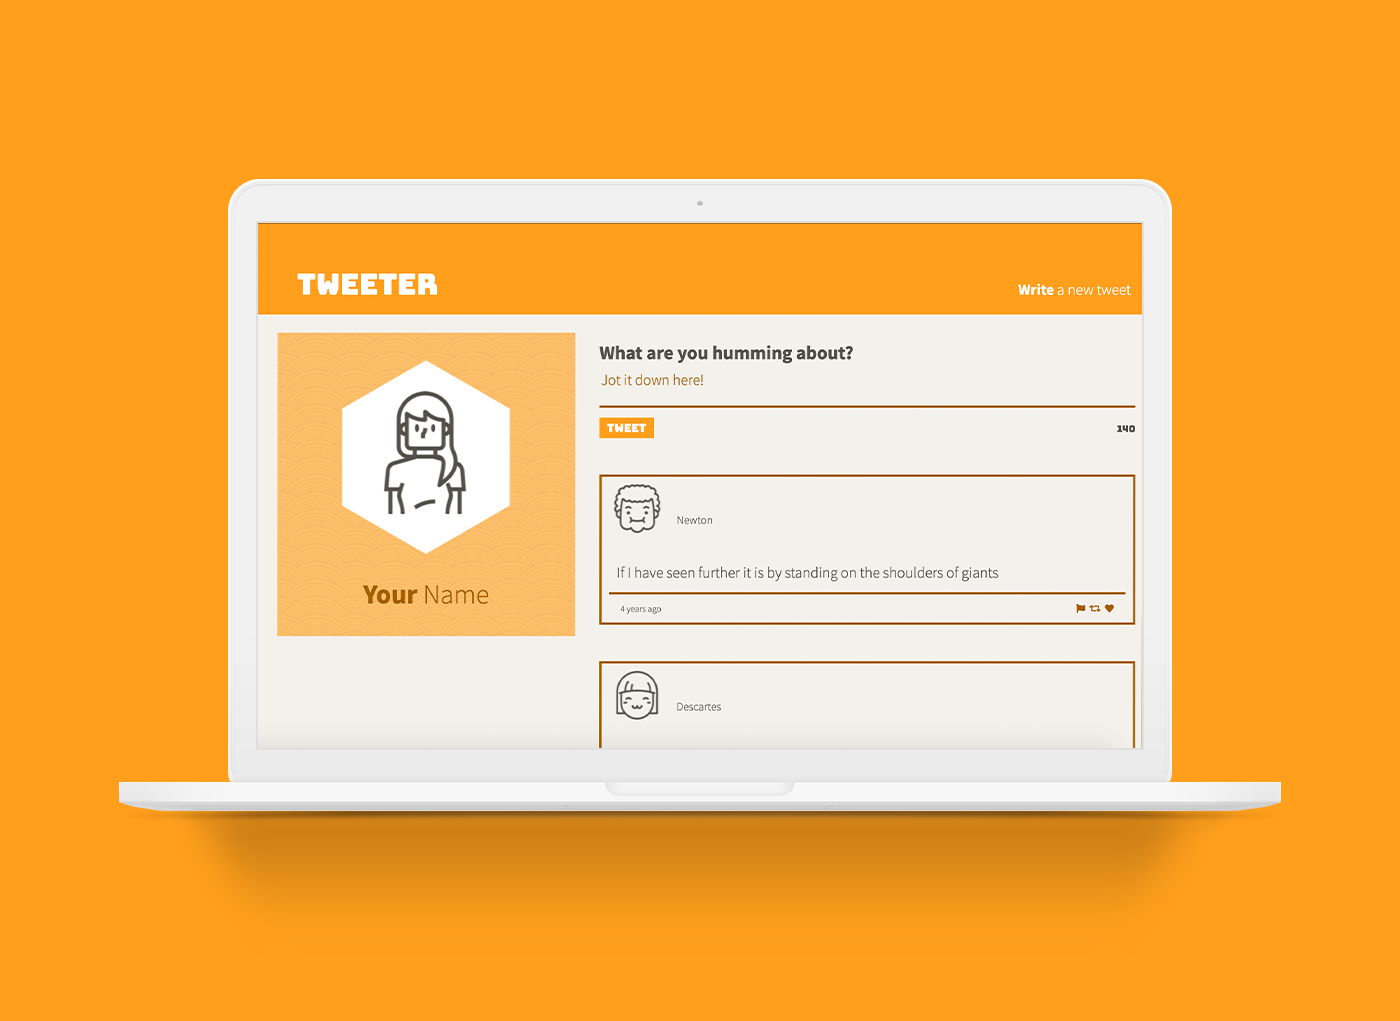 TWEETER
Write a new tweet
Your Name
What are you humming about?
Jot it down here!
TWEET
140
Newton
If I have seen further it is by standing on the shoulders of giants
4 years ago
Descartes